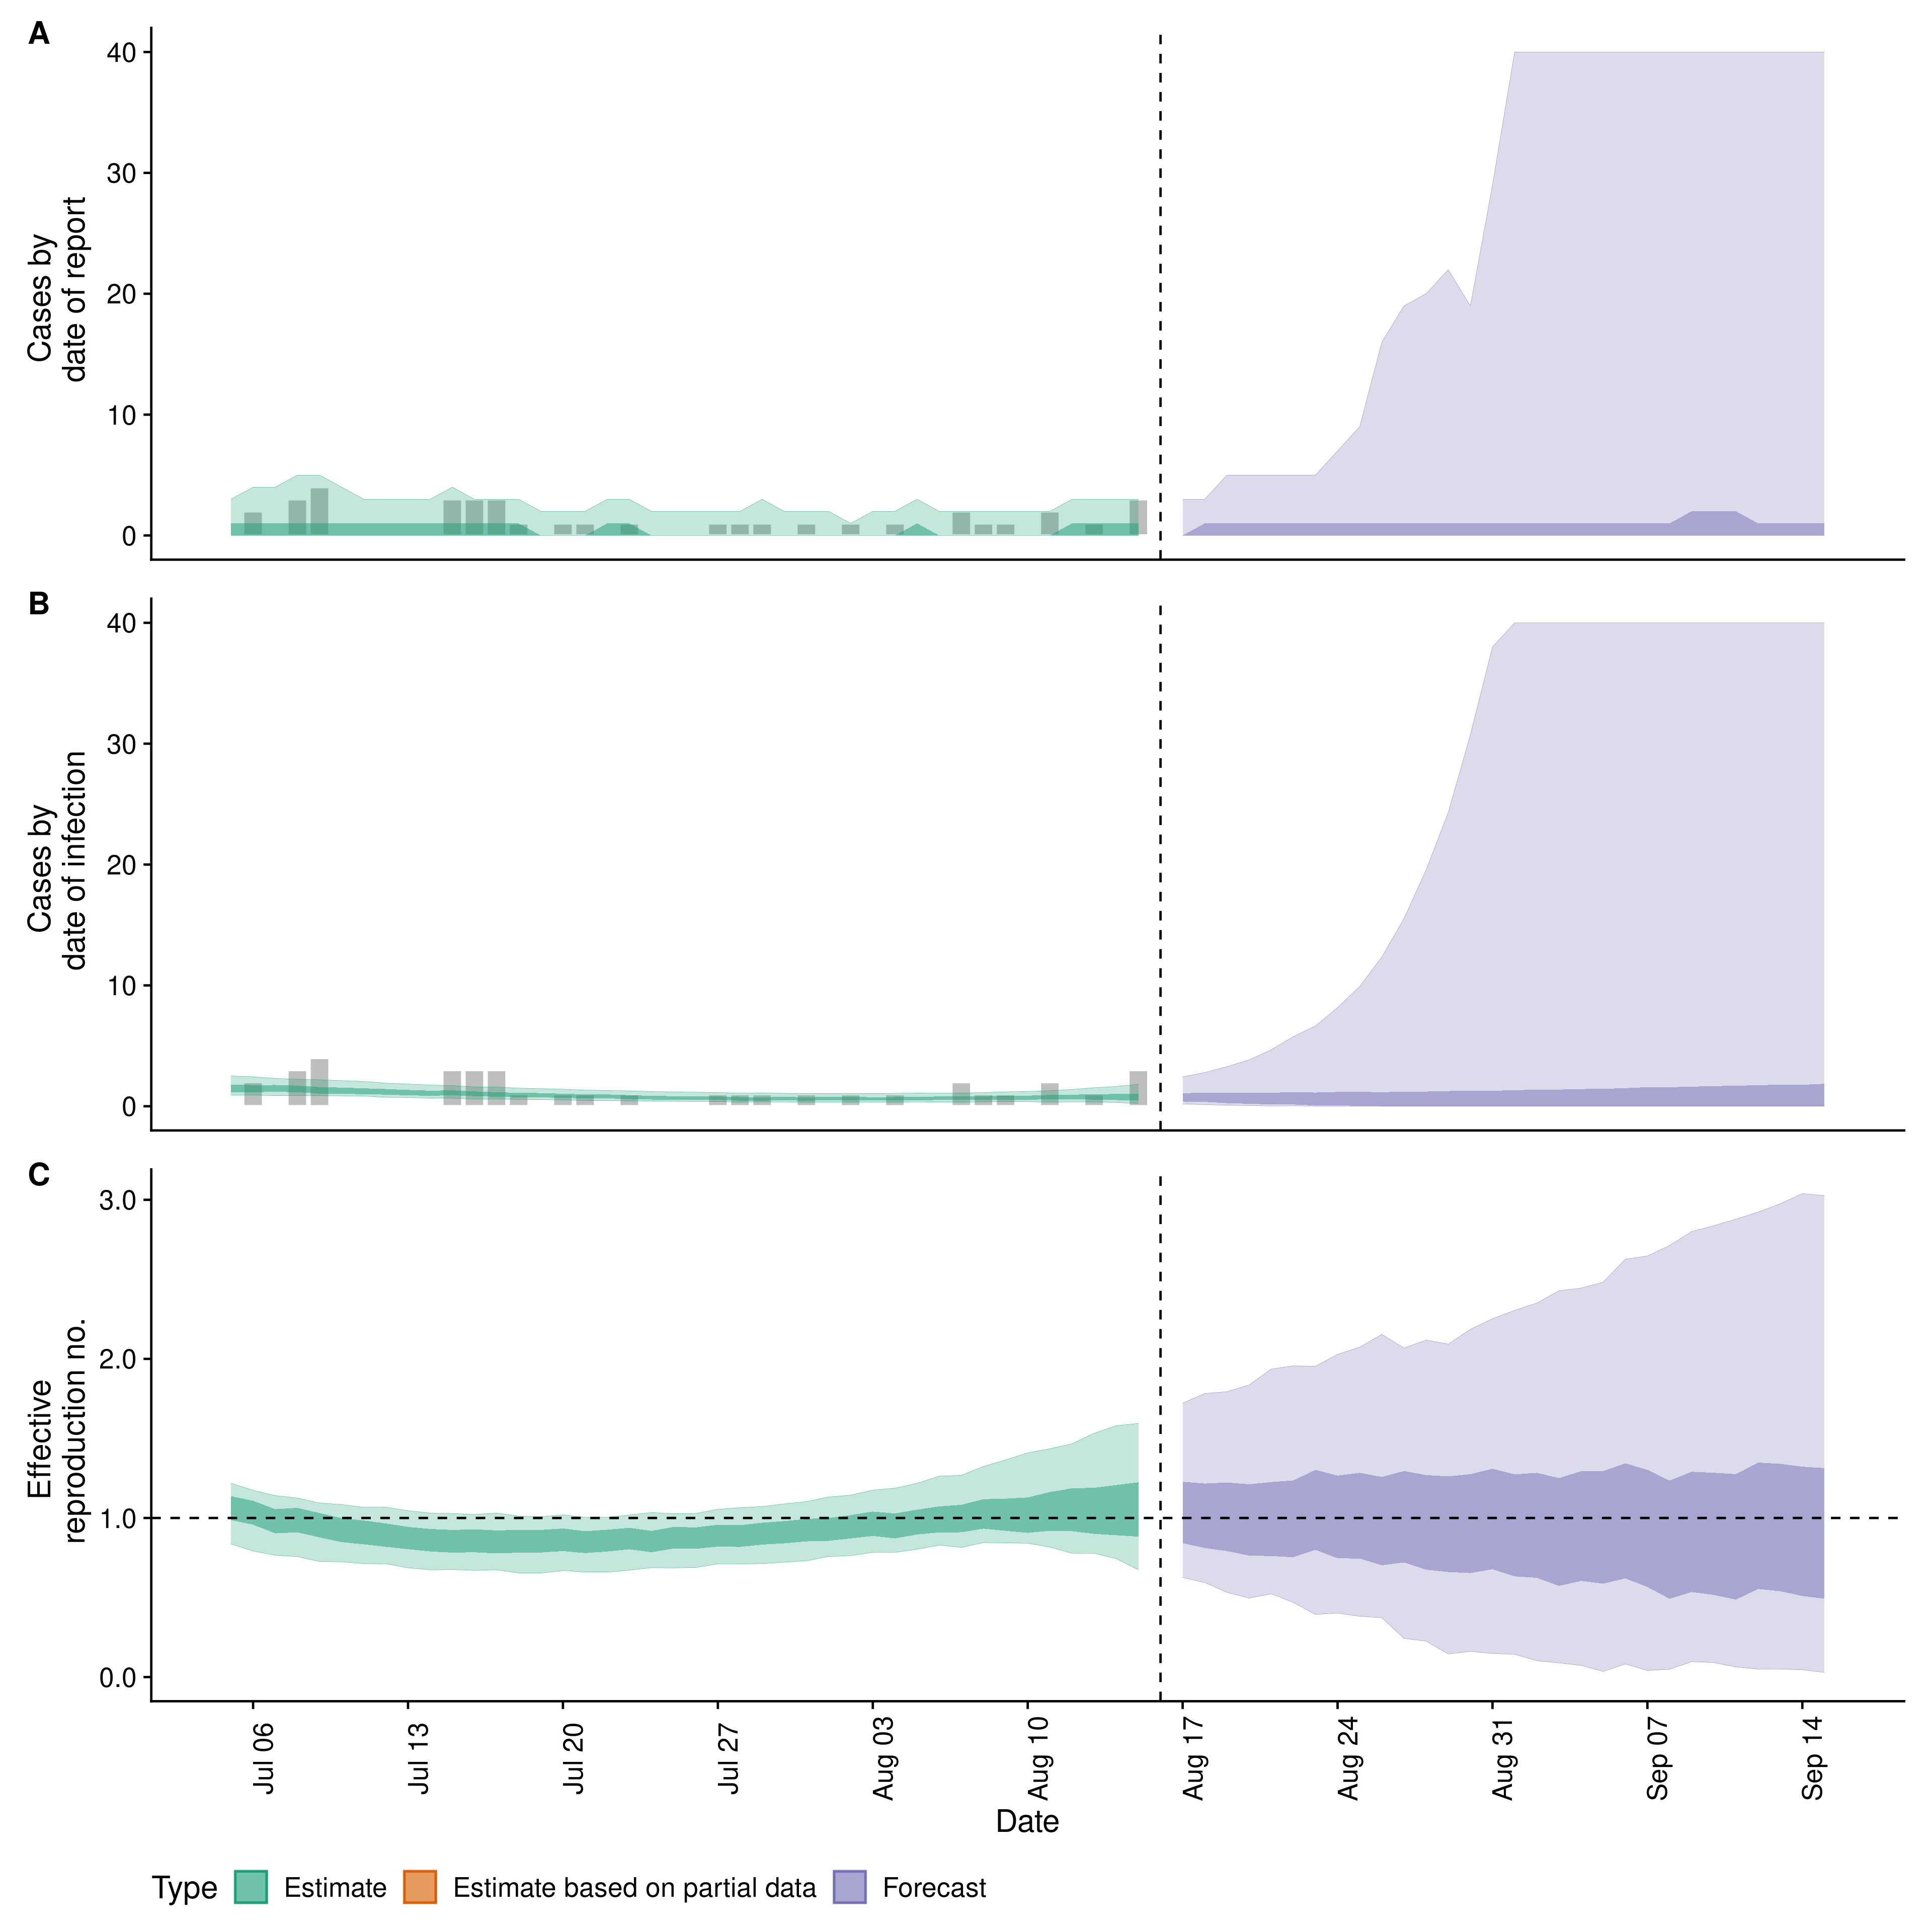 A
40
30
20
10
0
Cases by
date of report
B
40
30
20
10
0
Cases by
date of infection
C
3.0
2.0
1.0
0.0
Effective
reproduction no.
Jul 06
Jul 13
Jul 20
Jul 27
Aug 03
Aug 10
Aug 17
Aug 24
Aug 31
Sep 07
Sep 14
Date
Type Estimate Estimate based on partial data Forecast